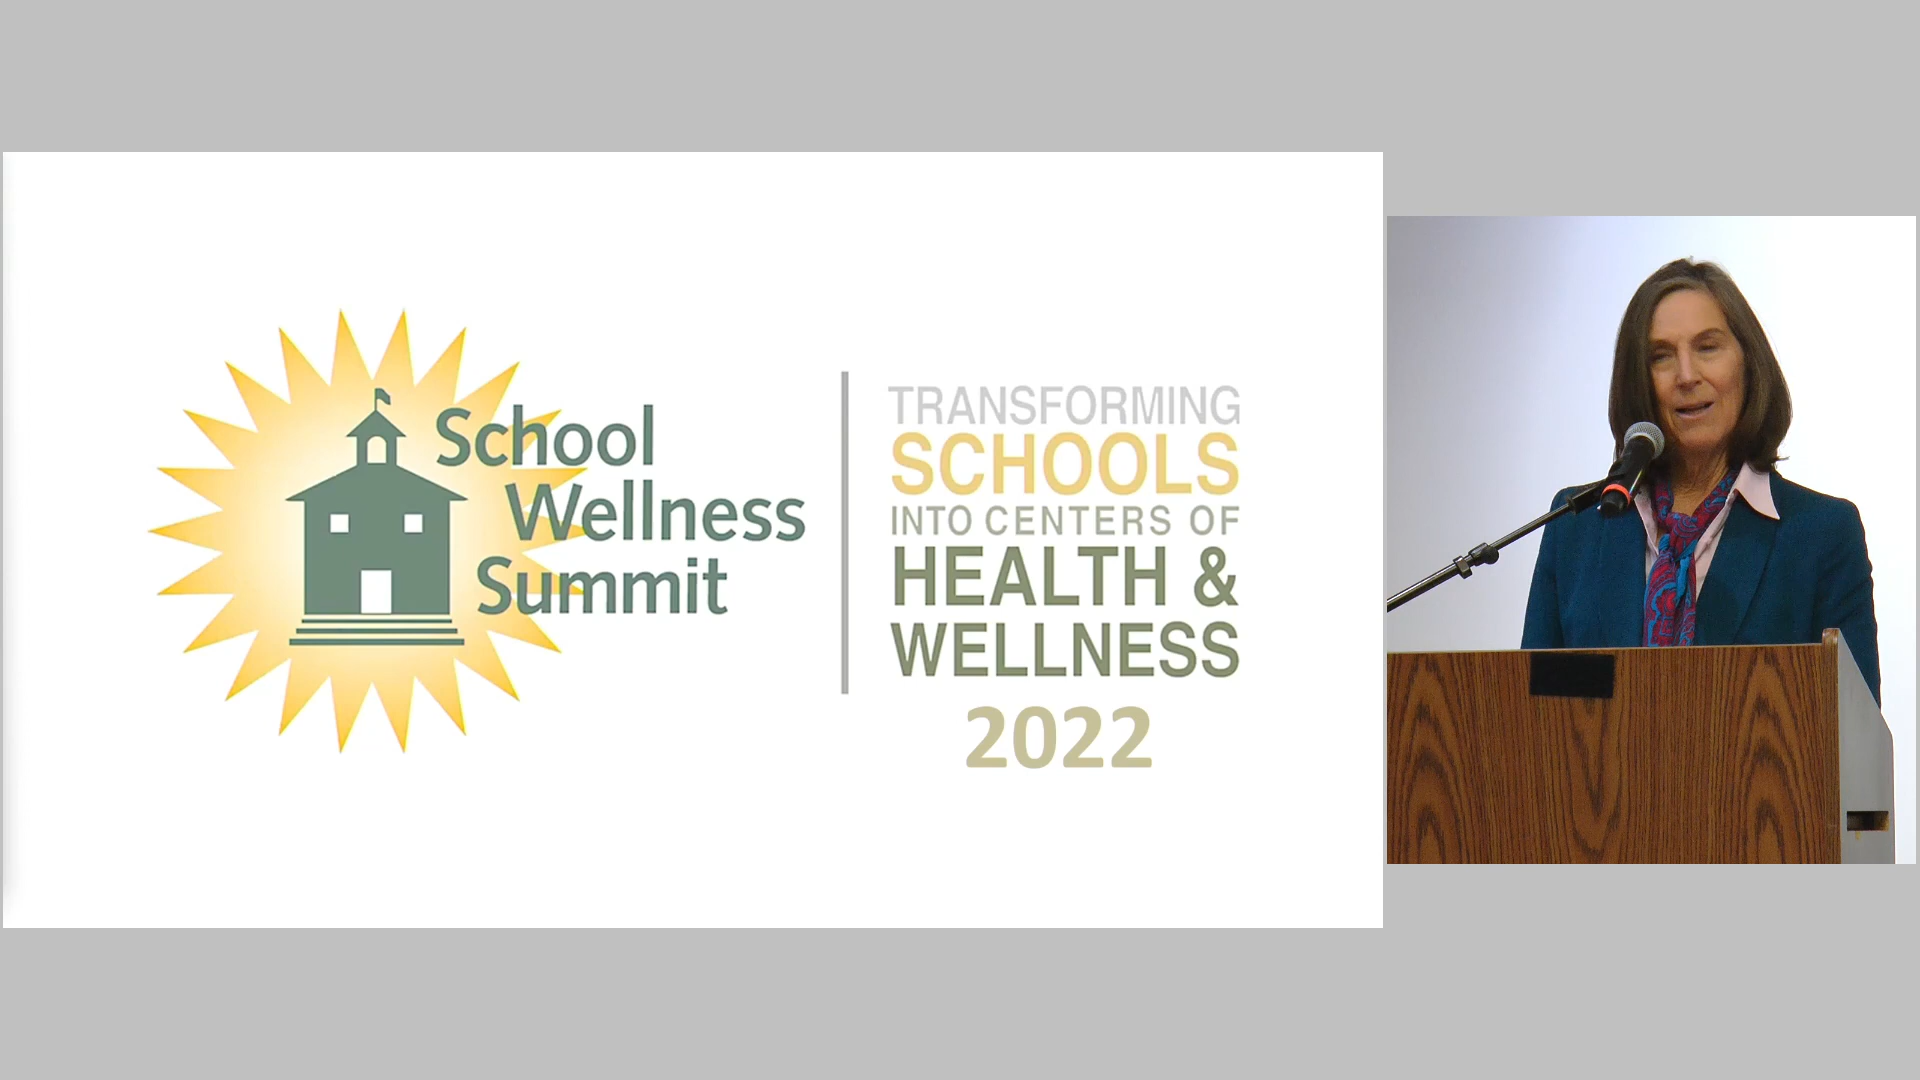 School
Wellness
Summit
TRANSFORMING
SCHOOLS
INTO CENTERS OF
HEALTH &
WELLNESS
2022